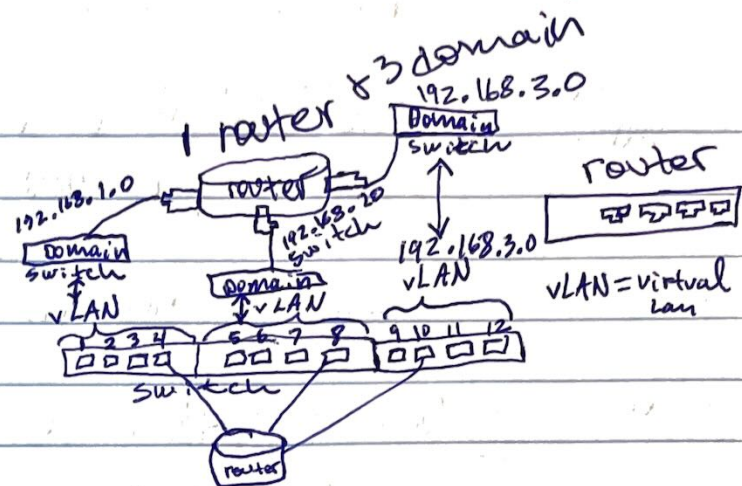 1 router & 3 domain
192.168.3.0
Domain
switch
router
router
192.168.1.0
Domain
switch
192.168.20
switch
Domain
192.168.3.0
vLAN
vLAN = virtual
Lan
vLAN
vLAN
1 2 3 4 5 6 7 8 9 10 11 12
switch
router